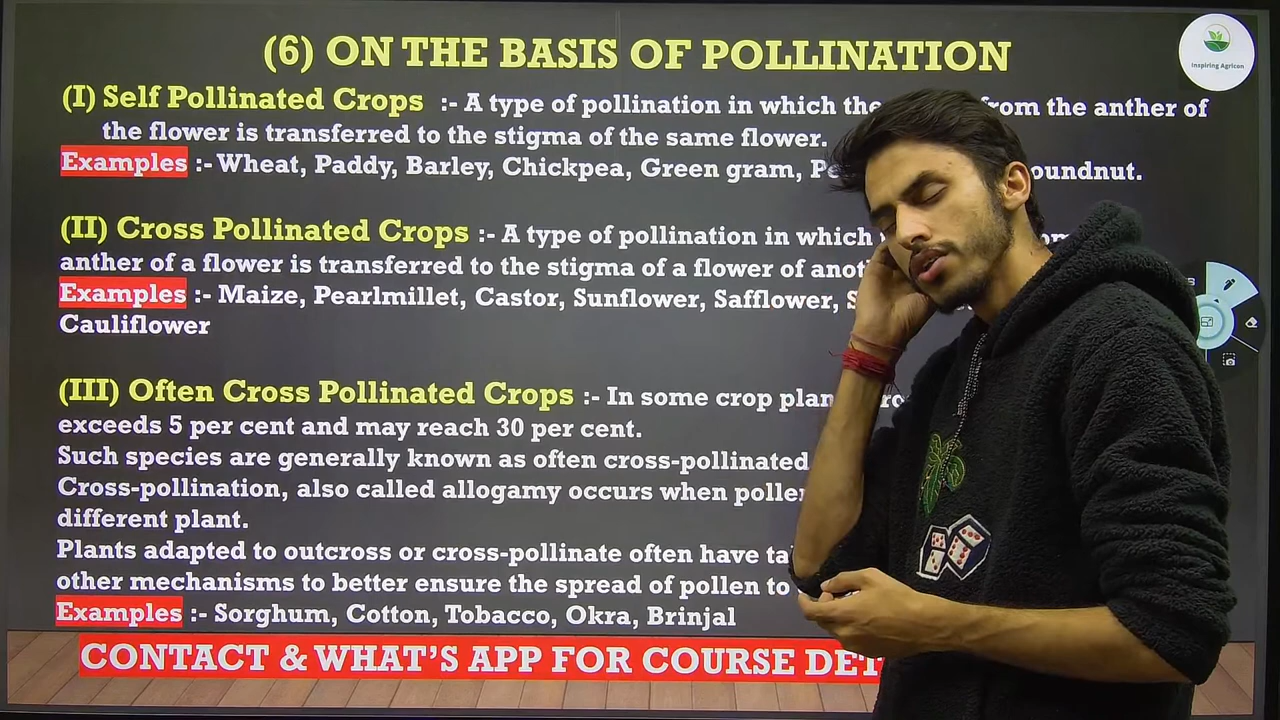 (6) ON THE BASIS OF POLLINATION
Inspiring Agricon
(I) Self Pollinated Crops :- A type of pollination in which the from the anther of
the flower is transferred to the stigma of the same flower.
Examples :- Wheat, Paddy, Barley, Chickpea, Green gram,
(II) Cross Pollinated Crops :- A type of pollination in which
anther of a flower is transferred to the stigma of a flower of
Examples :- Maize, Pearlmillet, Castor, Sunflower, Safflower,
Cauliflower
(III) Often Cross Pollinated Crops :- In some crop
exceeds 5 per cent and may reach 30 per cent.
Such species are generally known as often cross-pollinated
Cross-pollination, also called allogamy occurs when
different plant.
Plants adapted to outcross or cross-pollinate often have
other mechanisms to better ensure the spread of pollen to
Examples :- Sorghum, Cotton, Tobacco, Okra, Brinjal
CONTACT & WHAT'S APP FOR COURSE